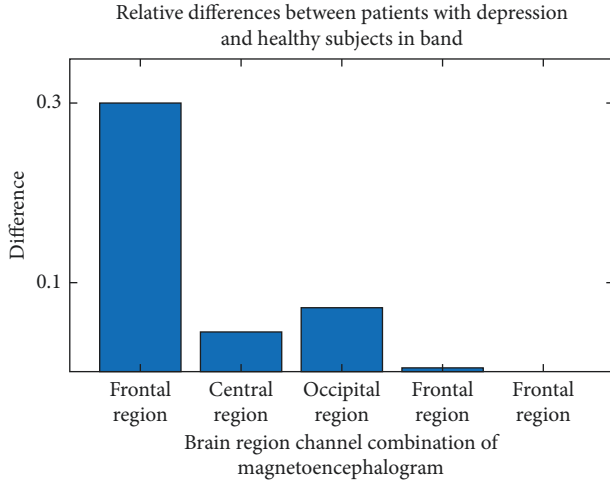 Relative differences between patients with depression
and healthy subjects in band
0.3
0.1
Difference
Frontal region
Central region
Occipital region
Frontal region
Frontal region
Brain region channel combination of
magnetoencephalogram